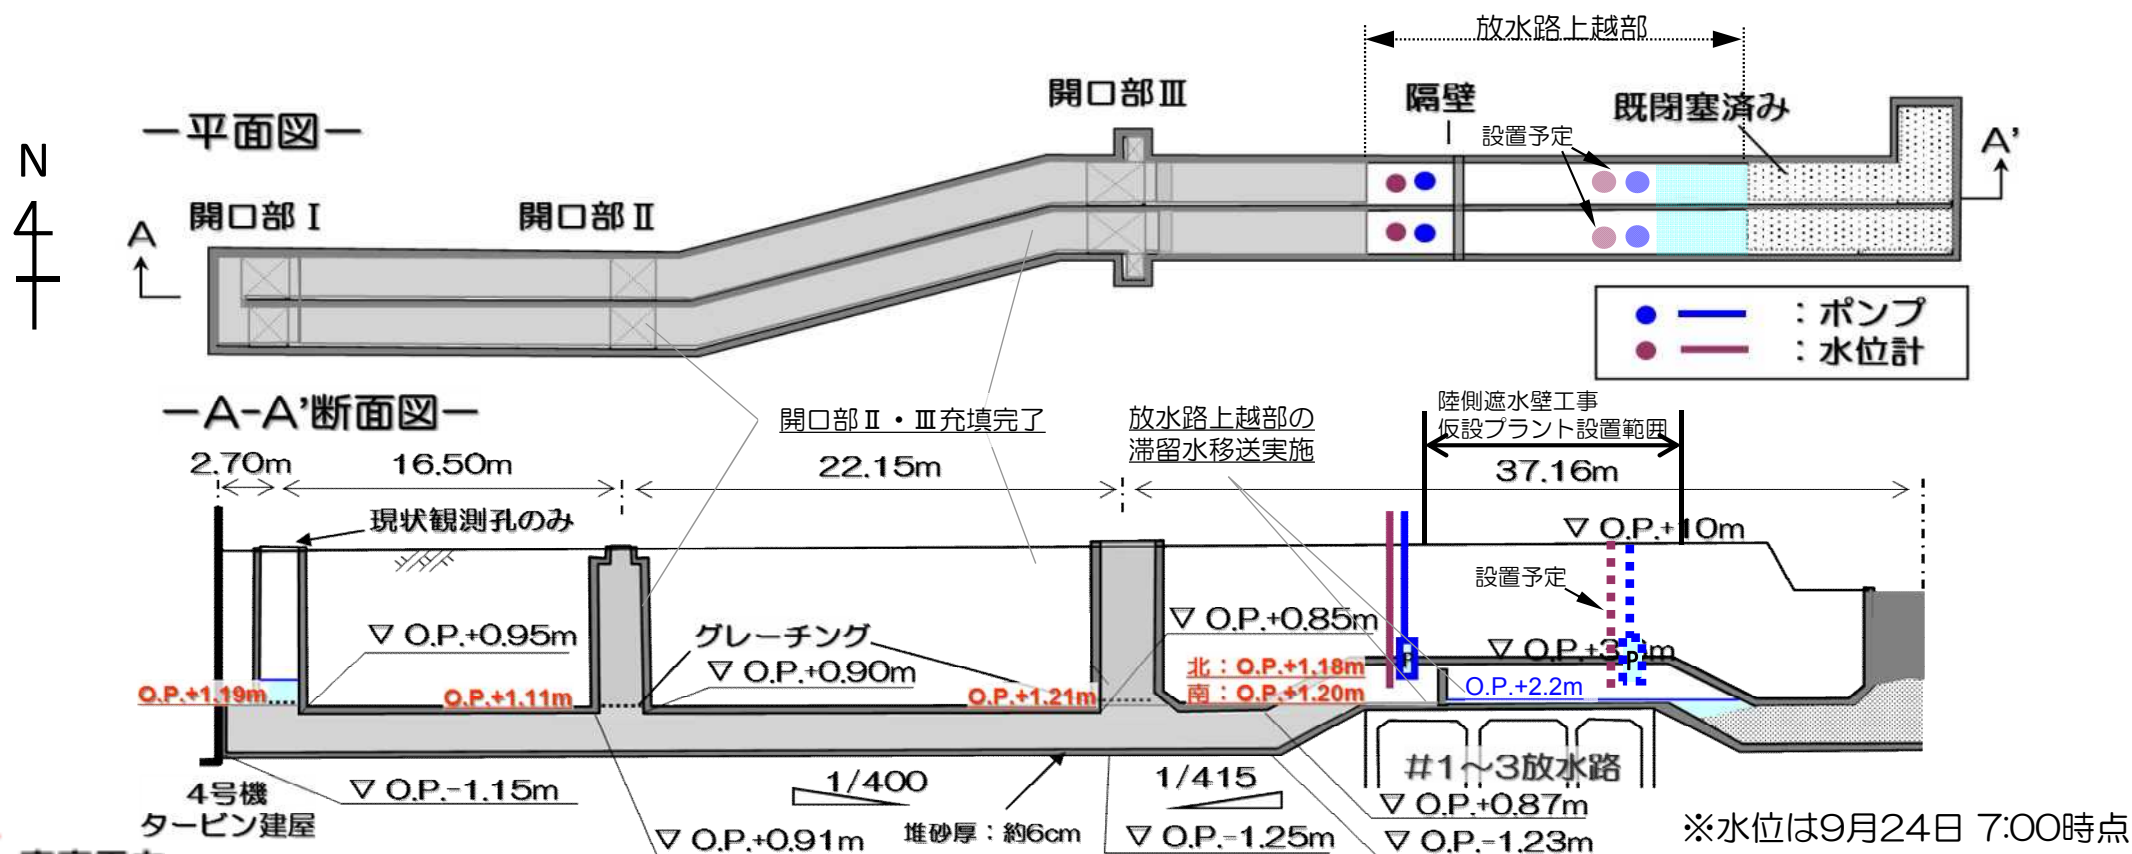 放水路上越部
開口部Ⅲ
隔壁
既閉塞済み
－平面図－
設置予定
N
A'
開口部Ⅰ
開口部Ⅱ
A
：ポンプ
：水位計
－A-A'断面図－
開口部Ⅱ・Ⅲ充填完了
放水路上越部の
滞留水移送実施
陸側遮水壁工事
仮設プラント設置範囲
2.70m
16.50m
22.15m
37.16m
現状観測孔のみ
▽ O.P.+10m
設置予定
▽ O.P.+0.95m
グレーチング
▽ O.P.+0.85m
▽ O.P.+0.90m
北：O.P.+1.18m
南：O.P.+1.20m
P
P
O.P.+2.2m
O.P.+1.19m
O.P.+1.11m
O.P.+1.21m
#1～3放水路
4号機
タービン建屋
▽ O.P.-1.15m
1/400
1/415
▽ O.P.+0.87m
▽ O.P.+0.91m
堆砂厚：約6cm
▽ O.P.-1.25m
▽ O.P.-1.23m
※水位は9月24日 7:00時点